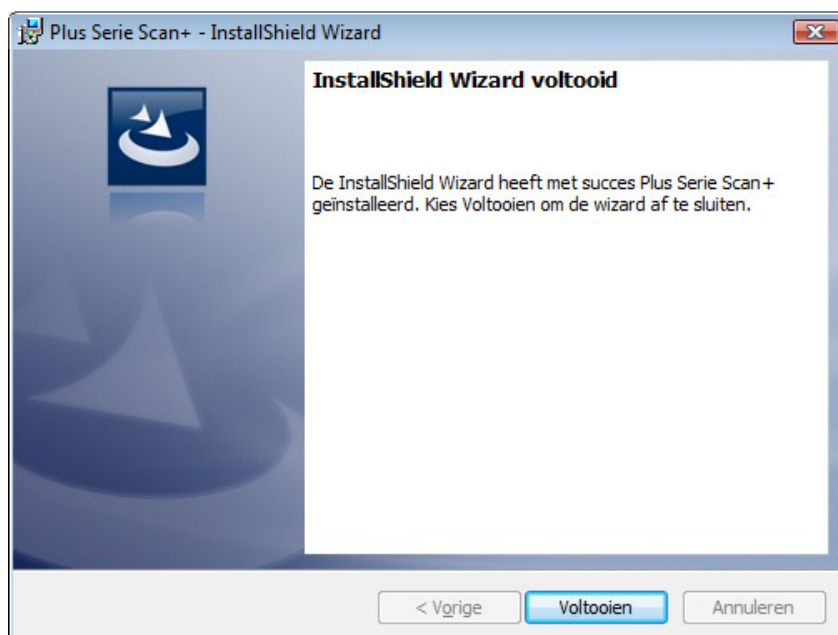 Plus Serie Scan+ - InstallShield Wizard
InstallShield Wizard voltooid
De InstallShield Wizard heeft met succes Plus Serie Scan+
geïnstalleerd. Kies Voltooien om de wizard af te sluiten.
< Vorige
Voltooien
Annuleren